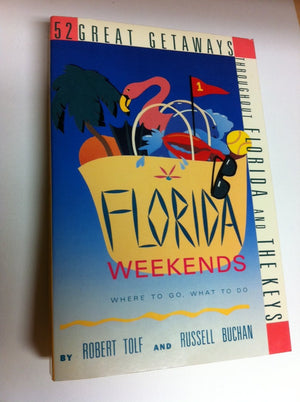 52 GREAT GETAWAYS
THROUGHOUT FLORIDA AND THE KEYS
1
FLORIDA
WEEKENDS
WHERE TO GO, WHAT TO DO
BY ROBERT TOLF AND RUSSELL BUCHAN